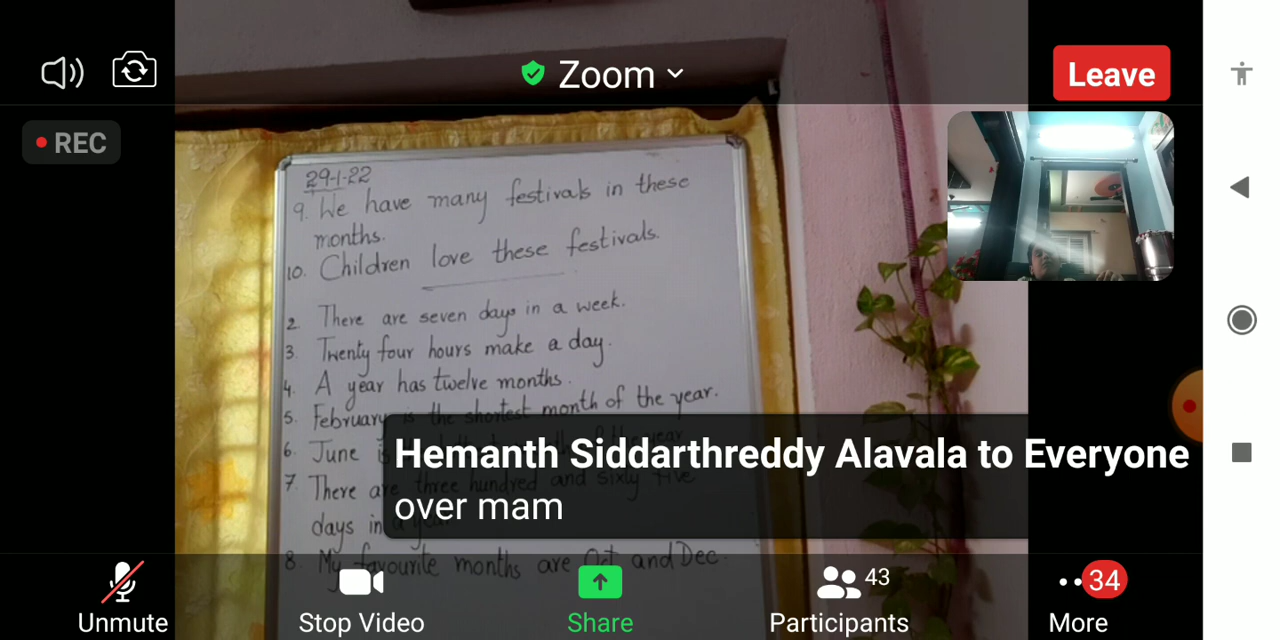 Zoom
Leave
REC
29-1-22
9. We have many festivals in these
months.
10. Children love these festivals.
2. There are seven days in a week.
3. Twenty four hours make a day.
4. A year has twelve months.
5. February is the shortest month of the year.
6. June is
7. There are three hundred and sixty five
days in a year
8. My favourite months are Oct and Dec.
Hemanth Siddarthreddy Alavala to Everyone
over mam
Unmute
Stop Video
Share
43
Participants
34
More